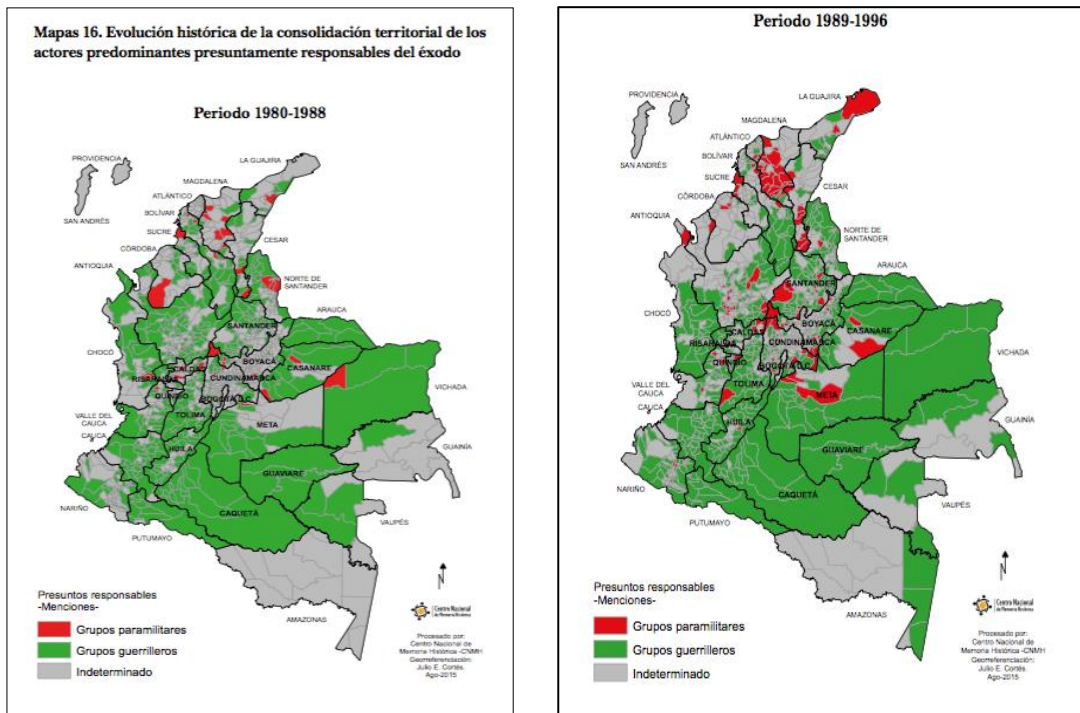 Mapas 16. Evolución histórica de la consolidación territorial de los
actores predominantes presuntamente responsables del éxodo
Periodo 1980-1988
PROVIDENCIA
SAN ANDRÉS
LA GUAJIRA
MAGDALENA
ATLÁNTICO
BOLÍVAR
SUCRE
CESAR
CÓRDOBA
ANTIOQUIA
NORTE DE
SANTANDER
ARAUCA
SANTANDER
CHOCÓ
BOYACÁ
CASANARE
CALDAS
RISARALDA
CUNDINAMARCA
VICHADA
QUINDIO
BOGOTÁ D.C.
VALLE DEL
CAUCA
TOLIMA
META
CAUCA
GUAINÍA
HUILA
GUAVIARE
NARIÑO
CAQUETÁ
VAUPÉS
PUTUMAYO
AMAZONAS
N
Presuntos responsables
-Menciones-
Grupos paramilitares
Grupos guerrilleros
Indeterminado
Centro Nacional
de Memoria Histórica
Procesado por:
Centro Nacional de
Memoria Histórica -CNMH
Georreferenciación:
Julio E. Cortés.
Ago-2015
Periodo 1989-1996
PROVIDENCIA
SAN ANDRÉS
LA GUAJIRA
MAGDALENA
ATLÁNTICO
BOLÍVAR
SUCRE
CESAR
CÓRDOBA
ANTIOQUIA
NORTE DE
SANTANDER
ARAUCA
SANTANDER
CHOCÓ
BOYACÁ
CASANARE
CALDAS
RISARALDA
CUNDINAMARCA
VICHADA
QUINDIO
BOGOTÁ D.C.
VALLE DEL
CAUCA
TOLIMA
META
CAUCA
GUAINÍA
HUILA
GUAVIARE
NARIÑO
CAQUETÁ
VAUPÉS
PUTUMAYO
AMAZONAS
N
Presuntos responsables
-Menciones-
Grupos paramilitares
Grupos guerrilleros
Indeterminado
Centro Nacional
de Memoria Histórica
Procesado por:
Centro Nacional de
Memoria Histórica -CNMH
Georreferenciación:
Julio E. Cortés.
Ago-2015